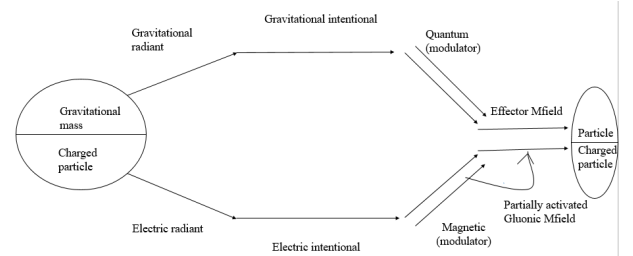 Gravitational intentional
Gravitational
radiant
Quantum
(modulator)
Gravitational
mass
Charged
particle
Effector Mfield
Particle
Charged
particle
Partially activated
Gluonic Mfield
Electric radiant
Magnetic
(modulator)
Electric intentional